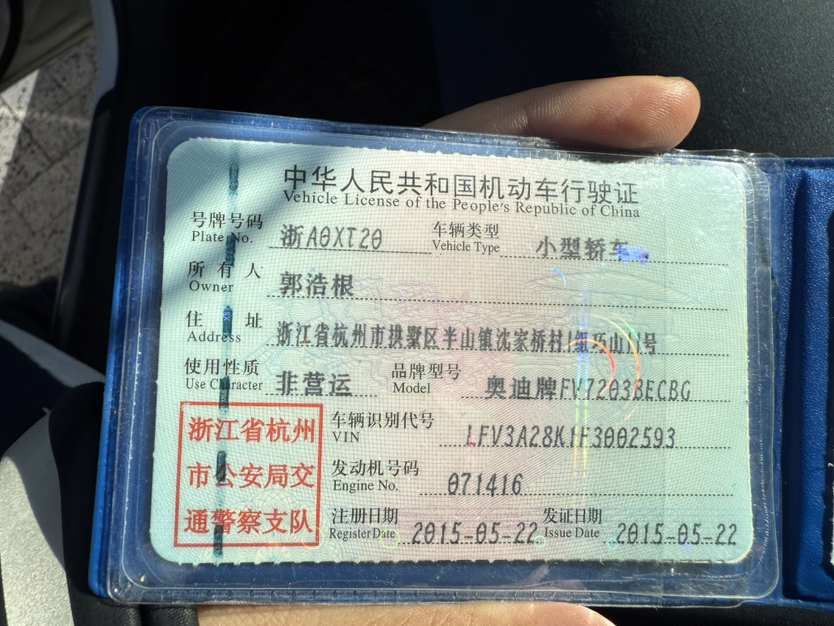 中华人民共和国机动车行驶证
Vehicle License of the People's Republic of China
号牌号码 浙A0XT20 车辆类型 小型轿车
Plate No. Vehicle Type
所有人 郭浩根
Owner
住址 浙江省杭州市拱墅区半山镇沈家桥村1组 山 号
Address
使用性质 非营运 品牌型号 奥迪牌FV7203BECBG
Use Character Model
浙江省杭州
市公安局交
通警察支队
车辆识别代号 LFV3A28K1F3002593
VIN
发动机号码 071416
Engine No.
注册日期 2015-05-22 发证日期 2015-05-22
Register Date Issue Date